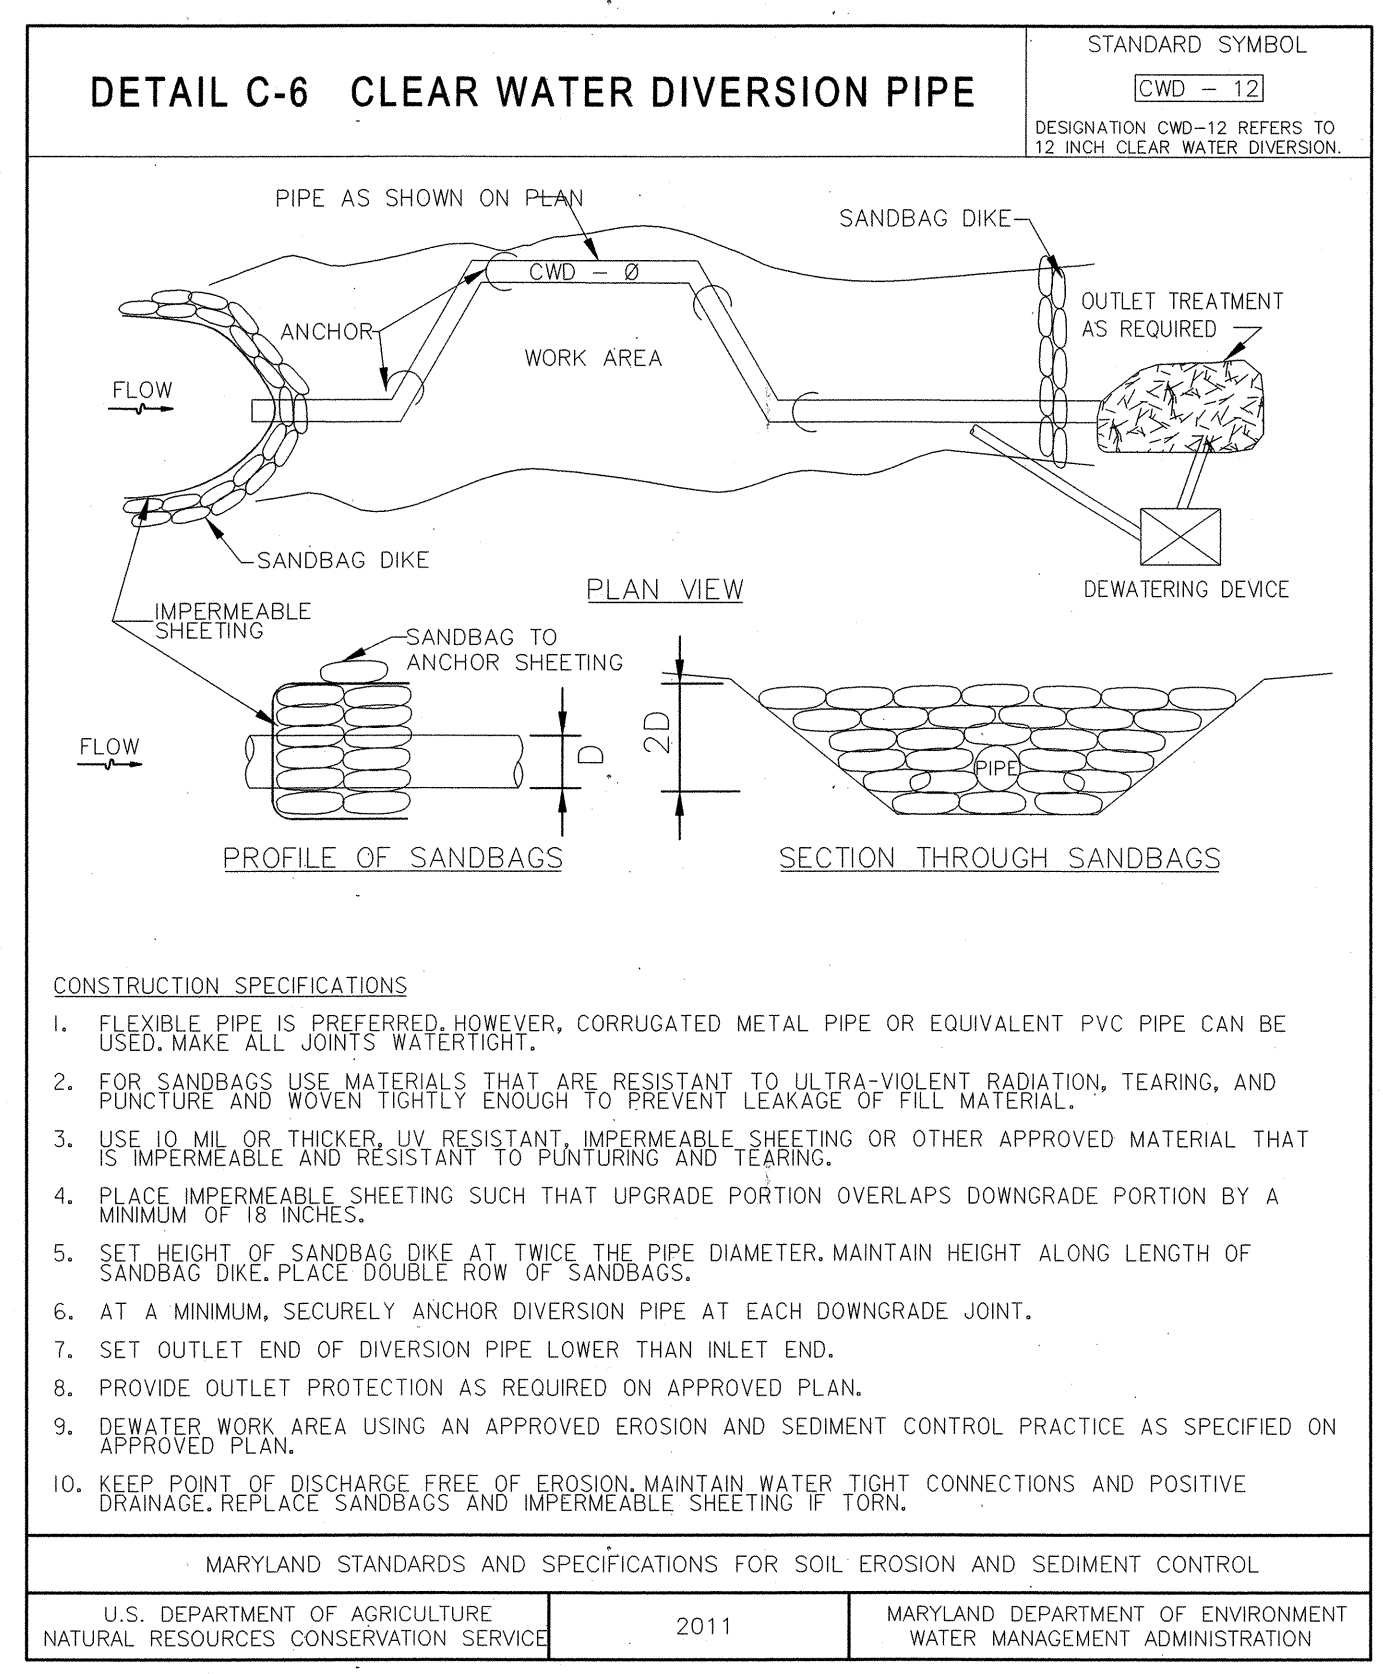 DETAIL C-6 CLEAR WATER DIVERSION PIPE
STANDARD SYMBOL
CWD - 12
DESIGNATION CWD-12 REFERS TO
12 INCH CLEAR WATER DIVERSION.
PIPE AS SHOWN ON PLAN
SANDBAG DIKE
CWD - Ø
OUTLET TREATMENT
AS REQUIRED
ANCHOR
WORK AREA
FLOW
SANDBAG DIKE
PLAN VIEW
DEWATERING DEVICE
IMPERMEABLE
SHEETING
SANDBAG TO
ANCHOR SHEETING
FLOW
D
2D
PIPE
PROFILE OF SANDBAGS
SECTION THROUGH SANDBAGS
CONSTRUCTION SPECIFICATIONS
1. FLEXIBLE PIPE IS PREFERRED. HOWEVER, CORRUGATED METAL PIPE OR EQUIVALENT PVC PIPE CAN BE
USED. MAKE ALL JOINTS WATERTIGHT.
2. FOR SANDBAGS USE MATERIALS THAT ARE RESISTANT TO ULTRA-VIOLENT RADIATION, TEARING, AND
PUNCTURE AND WOVEN TIGHTLY ENOUGH TO PREVENT LEAKAGE OF FILL MATERIAL.
3. USE 10 MIL OR THICKER, UV RESISTANT, IMPERMEABLE SHEETING OR OTHER APPROVED MATERIAL THAT
IS IMPERMEABLE AND RESISTANT TO PUNTURING AND TEARING.
4. PLACE IMPERMEABLE SHEETING SUCH THAT UPGRADE PORTION OVERLAPS DOWNGRADE PORTION BY A
MINIMUM OF 18 INCHES.
5. SET HEIGHT OF SANDBAG DIKE AT TWICE THE PIPE DIAMETER. MAINTAIN HEIGHT ALONG LENGTH OF
SANDBAG DIKE. PLACE DOUBLE ROW OF SANDBAGS.
6. AT A MINIMUM, SECURELY ANCHOR DIVERSION PIPE AT EACH DOWNGRADE JOINT.
7. SET OUTLET END OF DIVERSION PIPE LOWER THAN INLET END.
8. PROVIDE OUTLET PROTECTION AS REQUIRED ON APPROVED PLAN.
9. DEWATER WORK AREA USING AN APPROVED EROSION AND SEDIMENT CONTROL PRACTICE AS SPECIFIED ON
APPROVED PLAN.
10. KEEP POINT OF DISCHARGE FREE OF EROSION. MAINTAIN WATER TIGHT CONNECTIONS AND POSITIVE
DRAINAGE. REPLACE SANDBAGS AND IMPERMEABLE SHEETING IF TORN.
MARYLAND STANDARDS AND SPECIFICATIONS FOR SOIL EROSION AND SEDIMENT CONTROL
U.S. DEPARTMENT OF AGRICULTURE
NATURAL RESOURCES CONSERVATION SERVICE
2011
MARYLAND DEPARTMENT OF ENVIRONMENT
WATER MANAGEMENT ADMINISTRATION